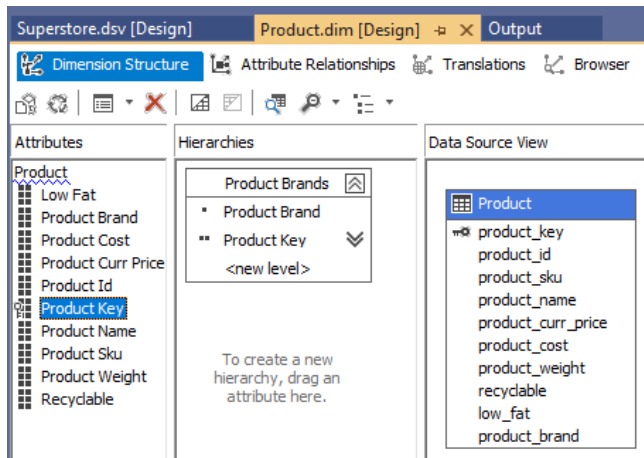 Superstore.dsv [Design]
Product.dim [Design]
Output
Dimension Structure
Attribute Relationships
Translations
Browser
Attributes
Product
Low Fat
Product Brand
Product Cost
Product Curr Price
Product Id
Product Key
Product Name
Product Sku
Product Weight
Recyclable
Hierarchies
Product Brands
Product Brand
Product Key
<new level>
To create a new
hierarchy, drag an
attribute here.
Data Source View
Product
product_key
product_id
product_sku
product_name
product_curr_price
product_cost
product_weight
recyclable
low_fat
product_brand